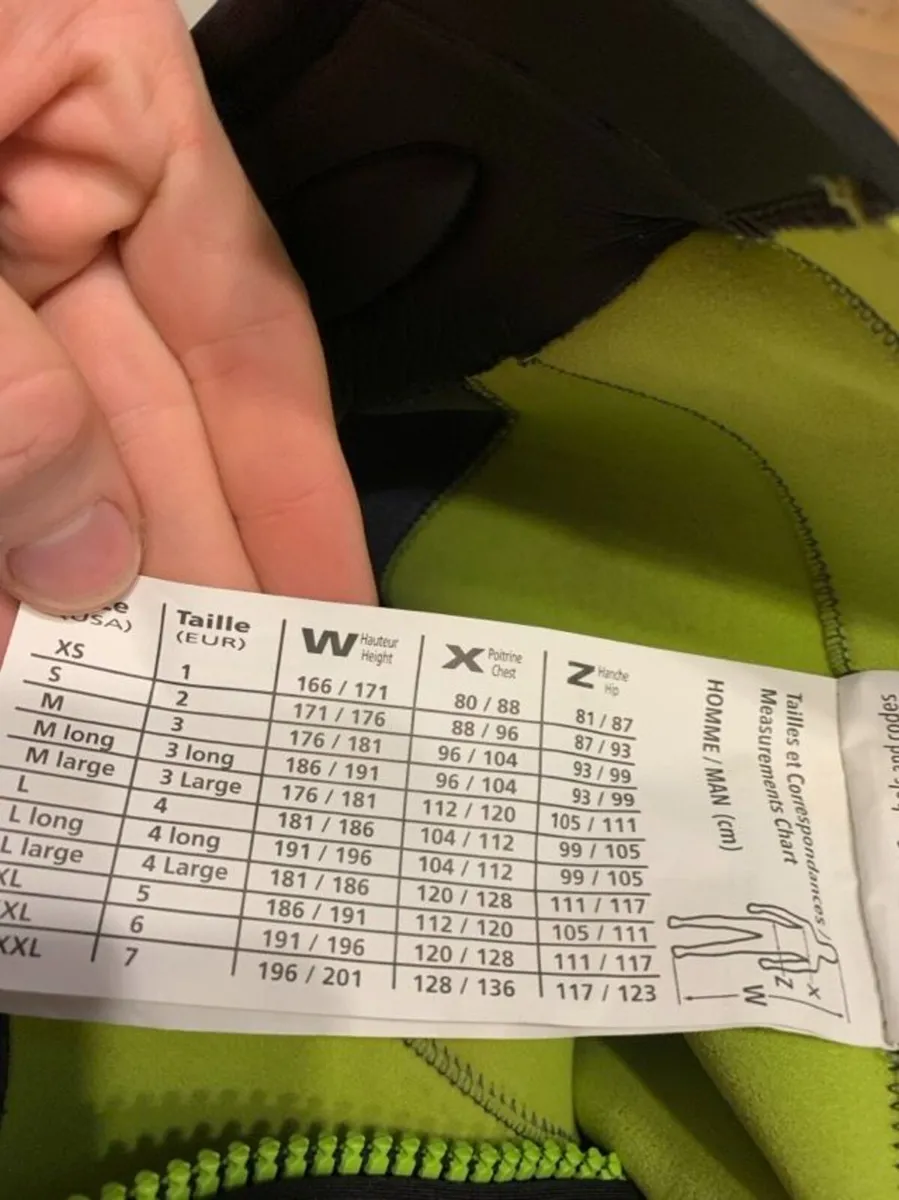 (USA) Taille (EUR) W Hauteur Height X Poitrine Chest Z Hanche Hip
XS 1 166 / 171 80 / 88 81 / 87
S 2 171 / 176 88 / 96 87 / 93
M 3 176 / 181 96 / 104 93 / 99
M long 3 long 186 / 191 96 / 104 93 / 99
M large 3 Large 176 / 181 112 / 120 105 / 111
L 4 181 / 186 104 / 112 99 / 105
L long 4 long 191 / 196 104 / 112 99 / 105
L large 4 Large 181 / 186 120 / 128 111 / 117
XL 5 186 / 191 112 / 120 105 / 111
XL 6 191 / 196 120 / 128 111 / 117
XXL 7 196 / 201 128 / 136 117 / 123
HOMME / MAN (cm)
Tailles et Correspondances /
Measurements Chart
X
Z
W